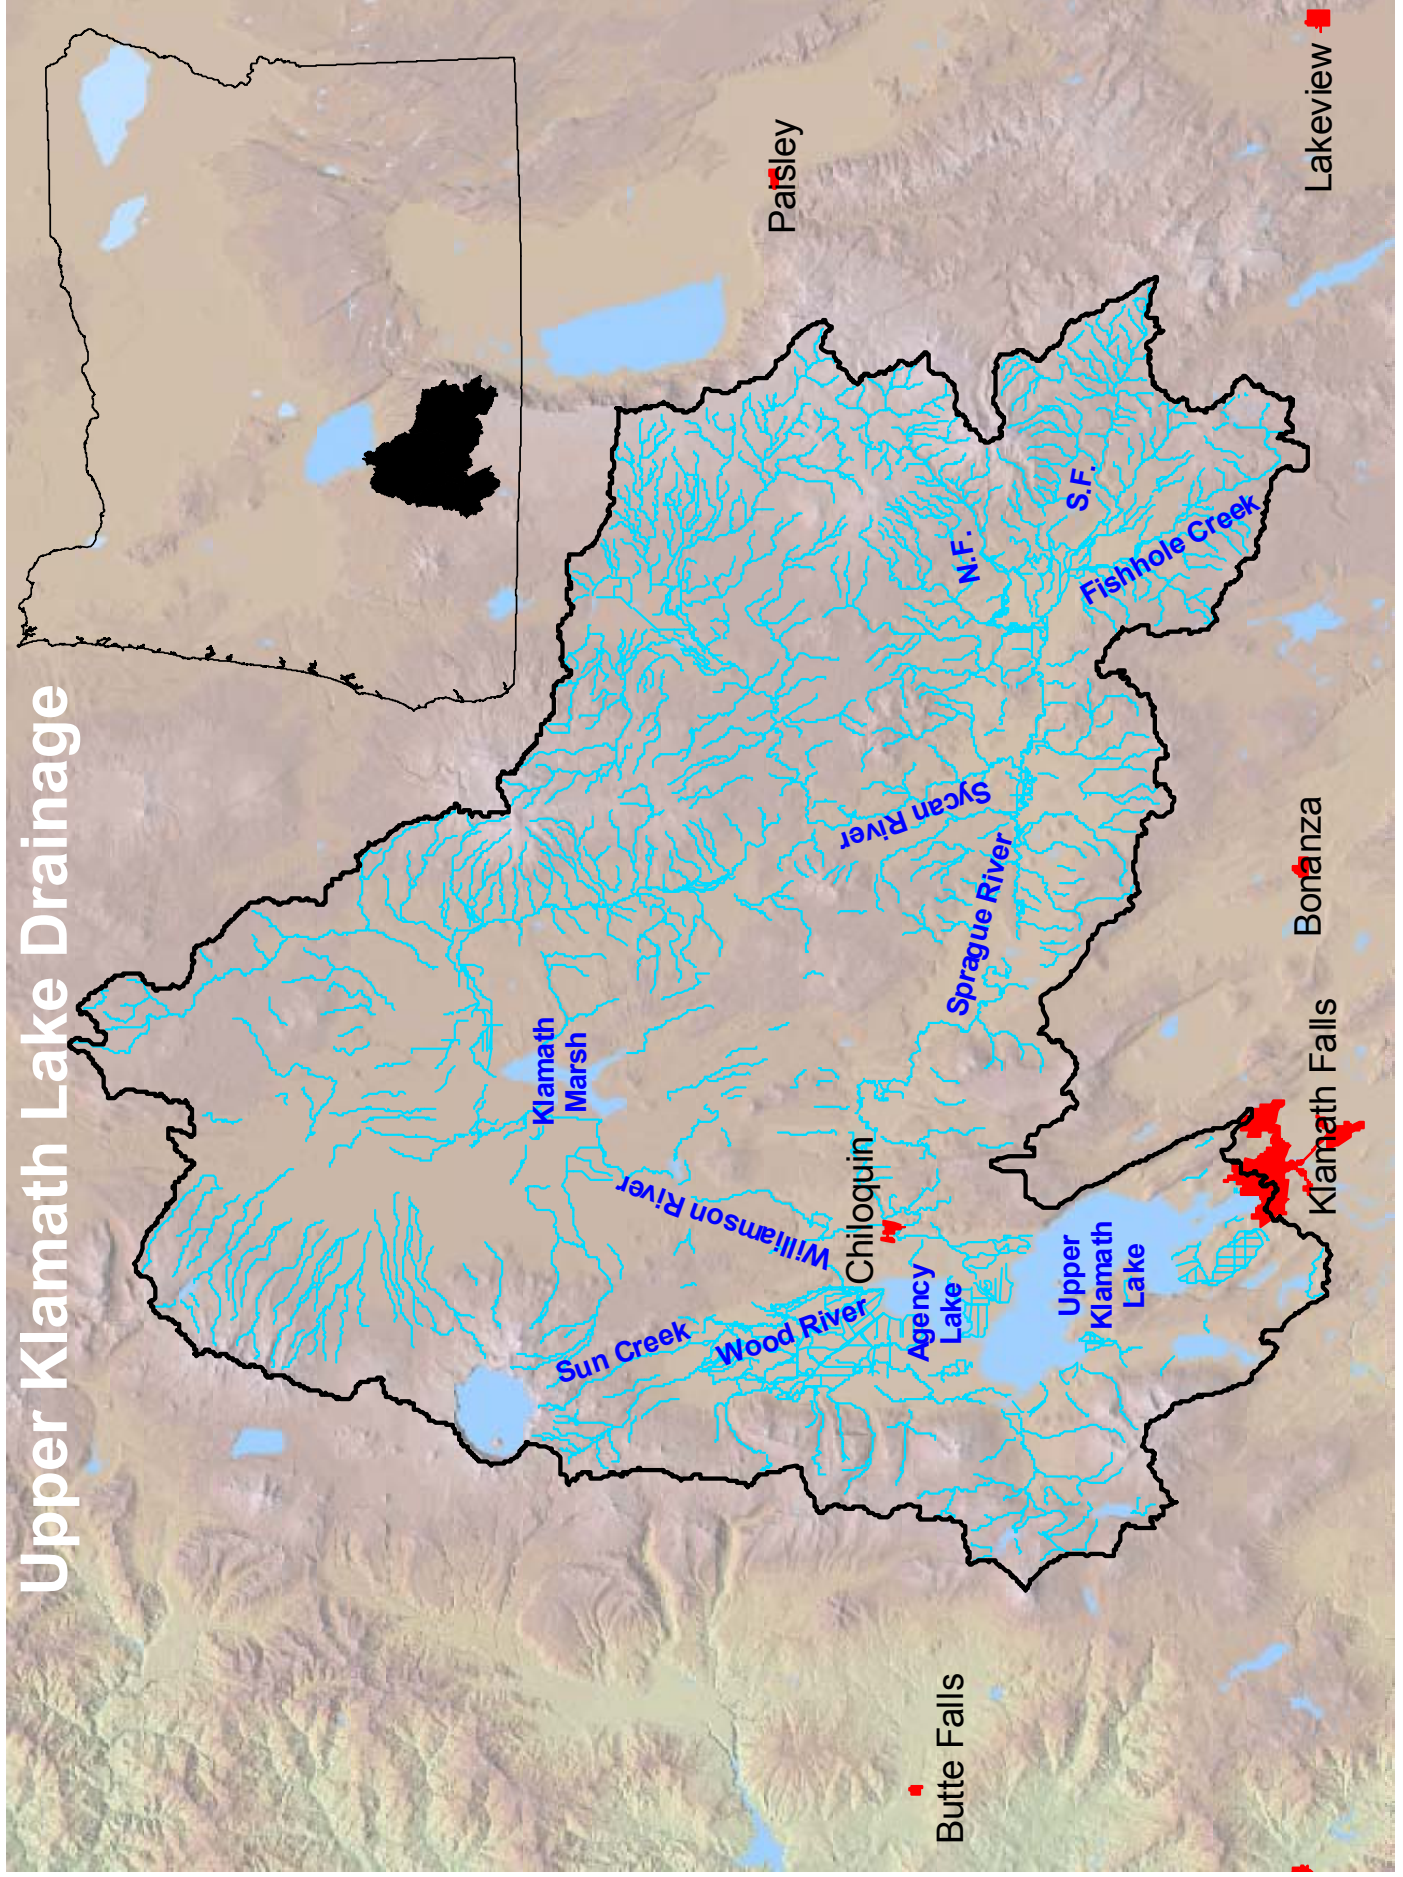 Upper Klamath Lake Drainage
Klamath
Marsh
Sun Creek
Williamson River
Wood River
Paisley
Sycan River
Chiloquin
Agency
Lake
Butte Falls
Sprague River
N.F.
S.F.
Upper
Klamath
Lake
Fishhole Creek
Bonanza
Klamath Falls
Lakeview